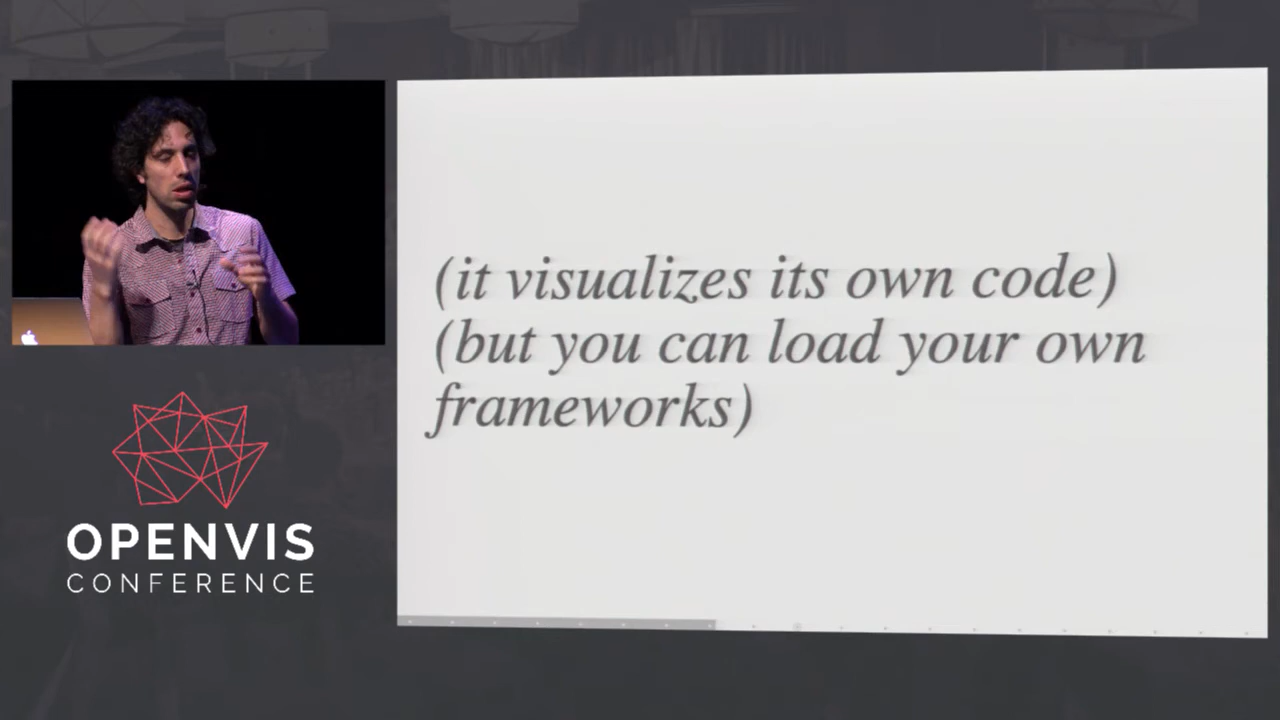 (it visualizes its own code)
(but you can load your own
frameworks)
OPENVIS
CONFERENCE